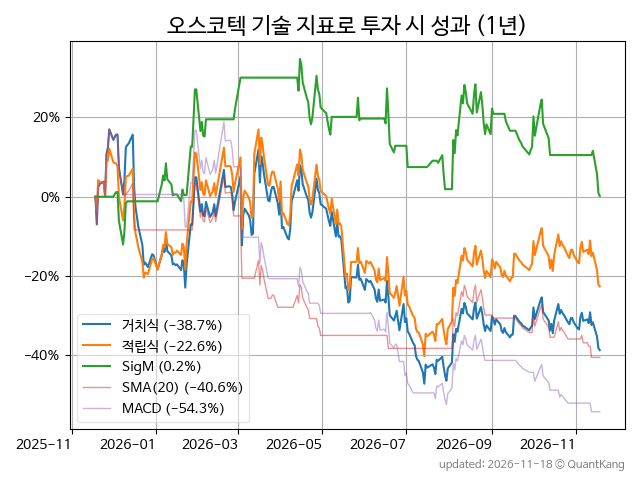 오스코텍 기술 지표로 투자 시 성과 (1년)
20%
0%
−20%
−40%
거치식 (−38.7%)
적립식 (−22.6%)
SigM (0.2%)
SMA(20) (−40.6%)
MACD (−54.3%)
2025-11 2026-01 2026-03 2026-05 2026-07 2026-09 2026-11
updated: 2026-11-18 © QuantKang